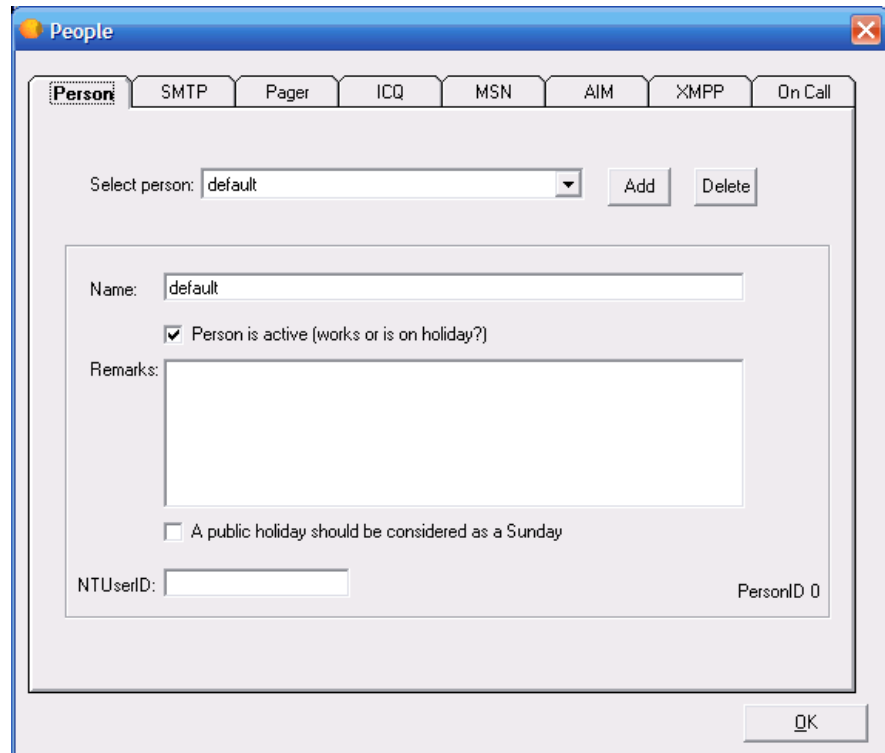 People
Person SMTP Pager ICQ MSN AIM XMPP On Call
Select person: default Add Delete
Name: default
Person is active (works or is on holiday?)
Remarks:
A public holiday should be considered as a Sunday
NTUserID:
PersonID 0
OK